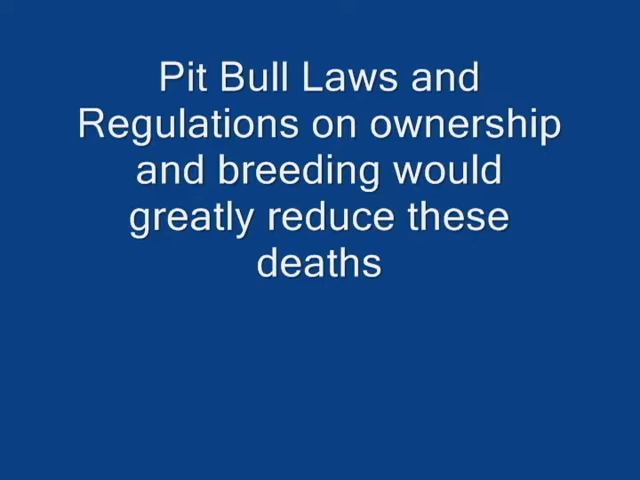 Pit Bull Laws and
Regulations on ownership
and breeding would
greatly reduce these
deaths